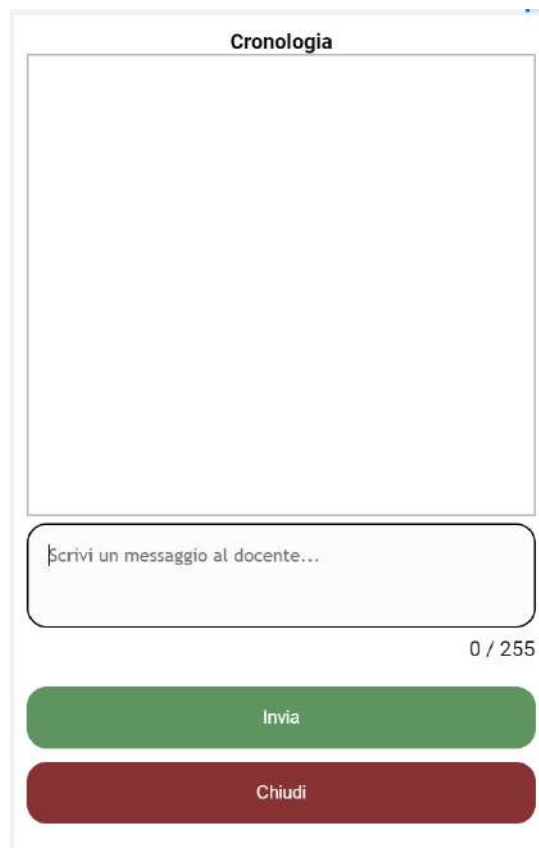 Cronologia
Scrivi un messaggio al docente...
0 / 255
Invia
Chiudi